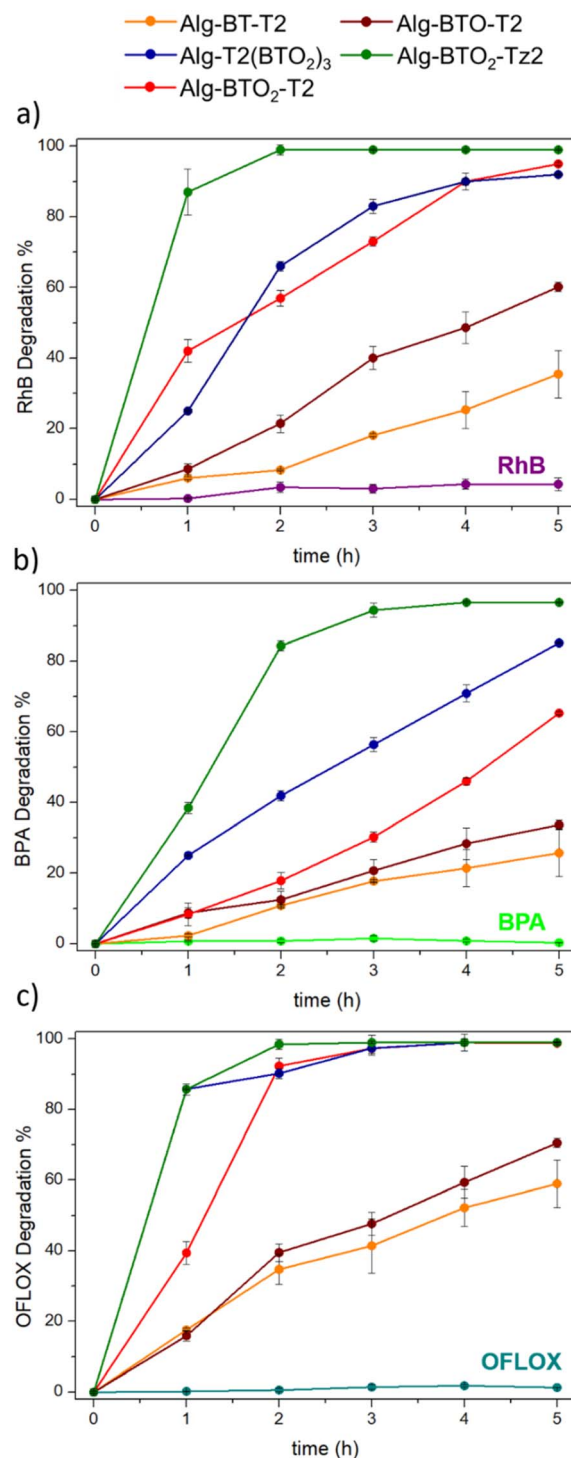 Alg-BT-T2 Alg-BTO-T2
Alg-T2(BTO₂)₃ Alg-BTO₂-Tz2
Alg-BTO₂-T2
a)
100
80
60
40
20
0
RhB Degradation %
RhB
0 1 2 3 4 5
time (h)
b)
100
80
60
40
20
0
BPA Degradation %
BPA
0 1 2 3 4 5
time (h)
c)
100
80
60
40
20
0
OFLOX Degradation %
OFLOX
0 1 2 3 4 5
time (h)